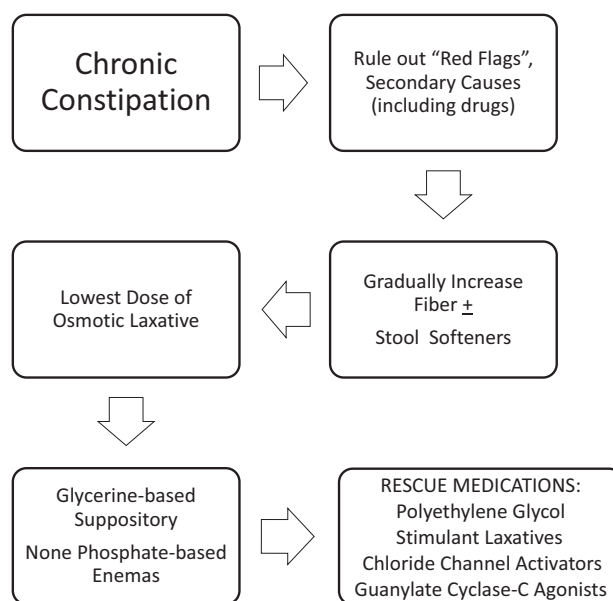 Chronic
Constipation
Rule out “Red Flags”,
Secondary Causes
(including drugs)
Gradually Increase
Fiber ±
Stool Softeners
Lowest Dose of
Osmotic Laxative
Glycerine-based
Suppository
None Phosphate-based
Enemas
RESCUE MEDICATIONS:
Polyethylene Glycol
Stimulant Laxatives
Chloride Channel Activators
Guanylate Cyclase-C Agonists